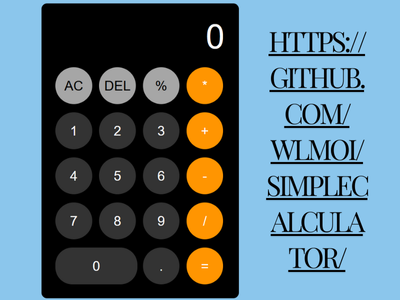 0
AC DEL % *
1 2 3 +
4 5 6 -
7 8 9 /
0 . =
HTTPS://
GITHUB.
COM/
WLMOI/
SIMPLEC
ALCULA
TOR/